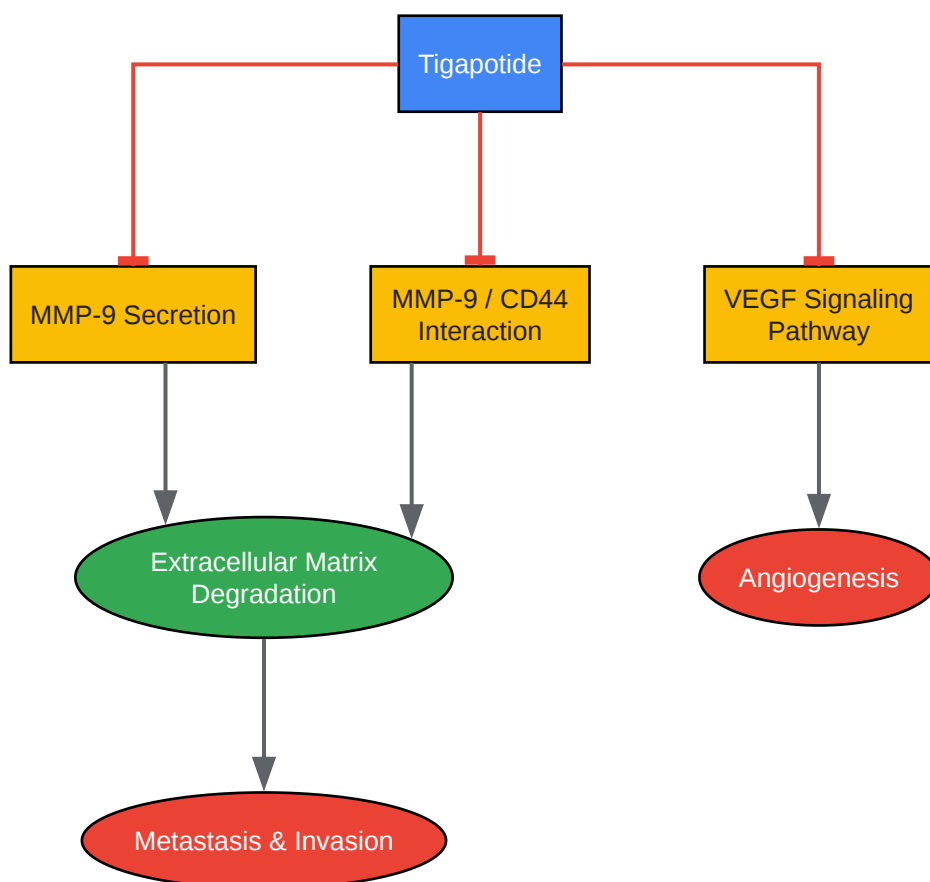 Tigapotide
MMP-9 Secretion
MMP-9 / CD44
Interaction
VEGF Signaling
Pathway
Extracellular Matrix
Degradation
Angiogenesis
Metastasis & Invasion